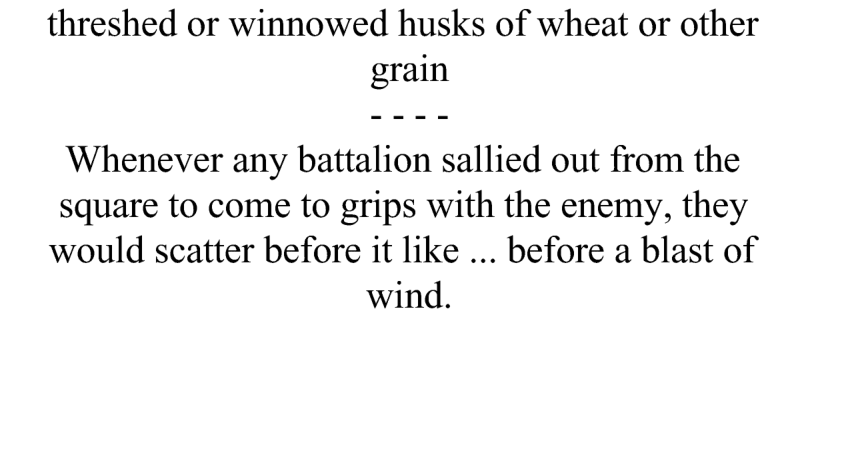 threshed or winnowed husks of wheat or other
grain
- - - -
Whenever any battalion sallied out from the
square to come to grips with the enemy, they
would scatter before it like ... before a blast of
wind.